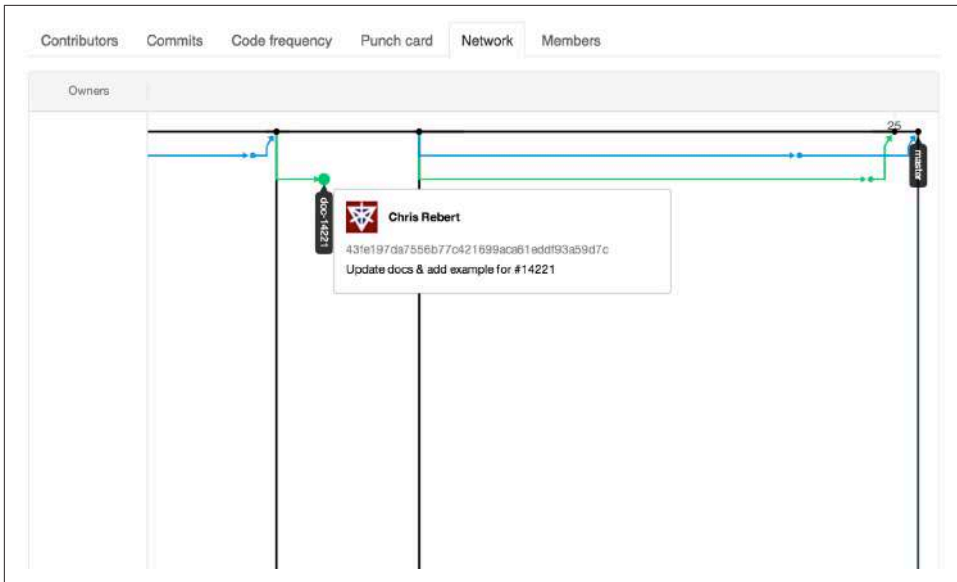 Contributors Commits Code frequency Punch card Network Members
Owners
25
master
doc-14221
Chris Rebert
43fe197da7556b77c421699aca61eddf93a59d7c
Update docs & add example for #14221